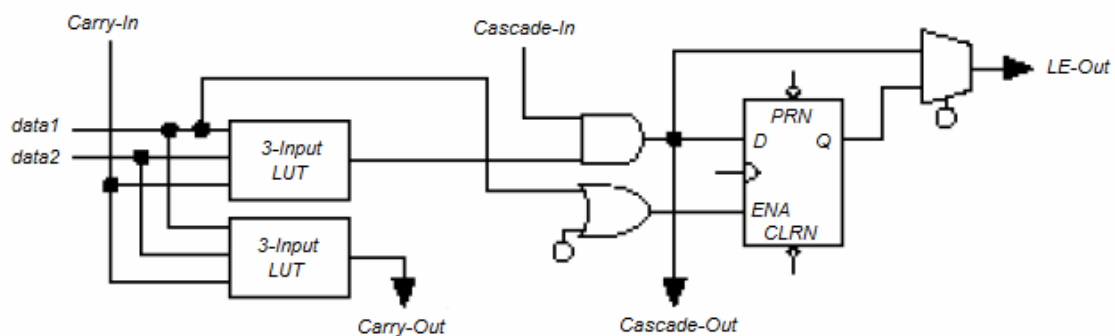 Carry-In
Cascade-In
LE-Out
data1
data2
3-Input
LUT
PRN
D
Q
ENA
CLRN
3-Input
LUT
Carry-Out
Cascade-Out